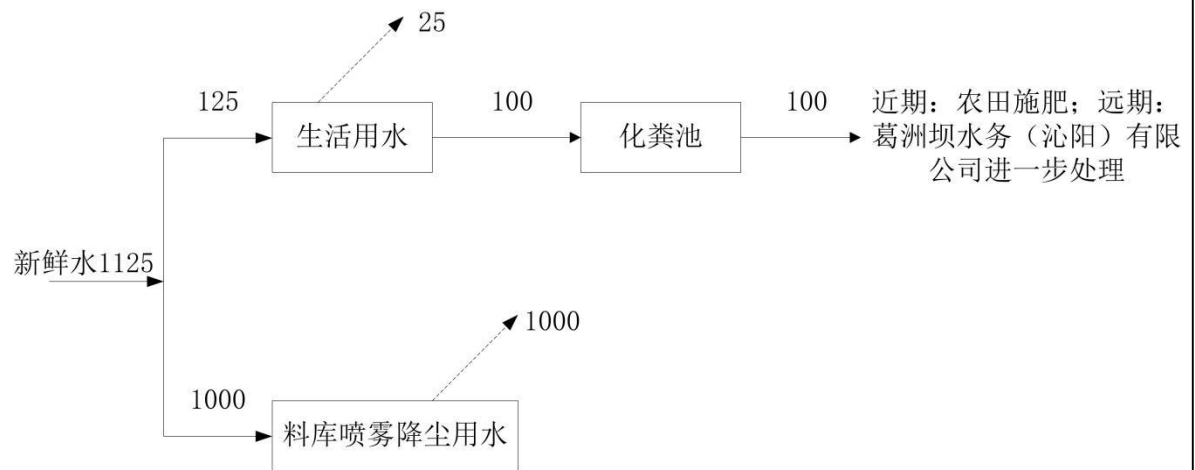 25
125
100
100
近期：农田施肥；远期：
葛洲坝水务（沁阳）有限
公司进一步处理
生活用水
化粪池
新鲜水1125
1000
1000
料库喷雾降尘用水